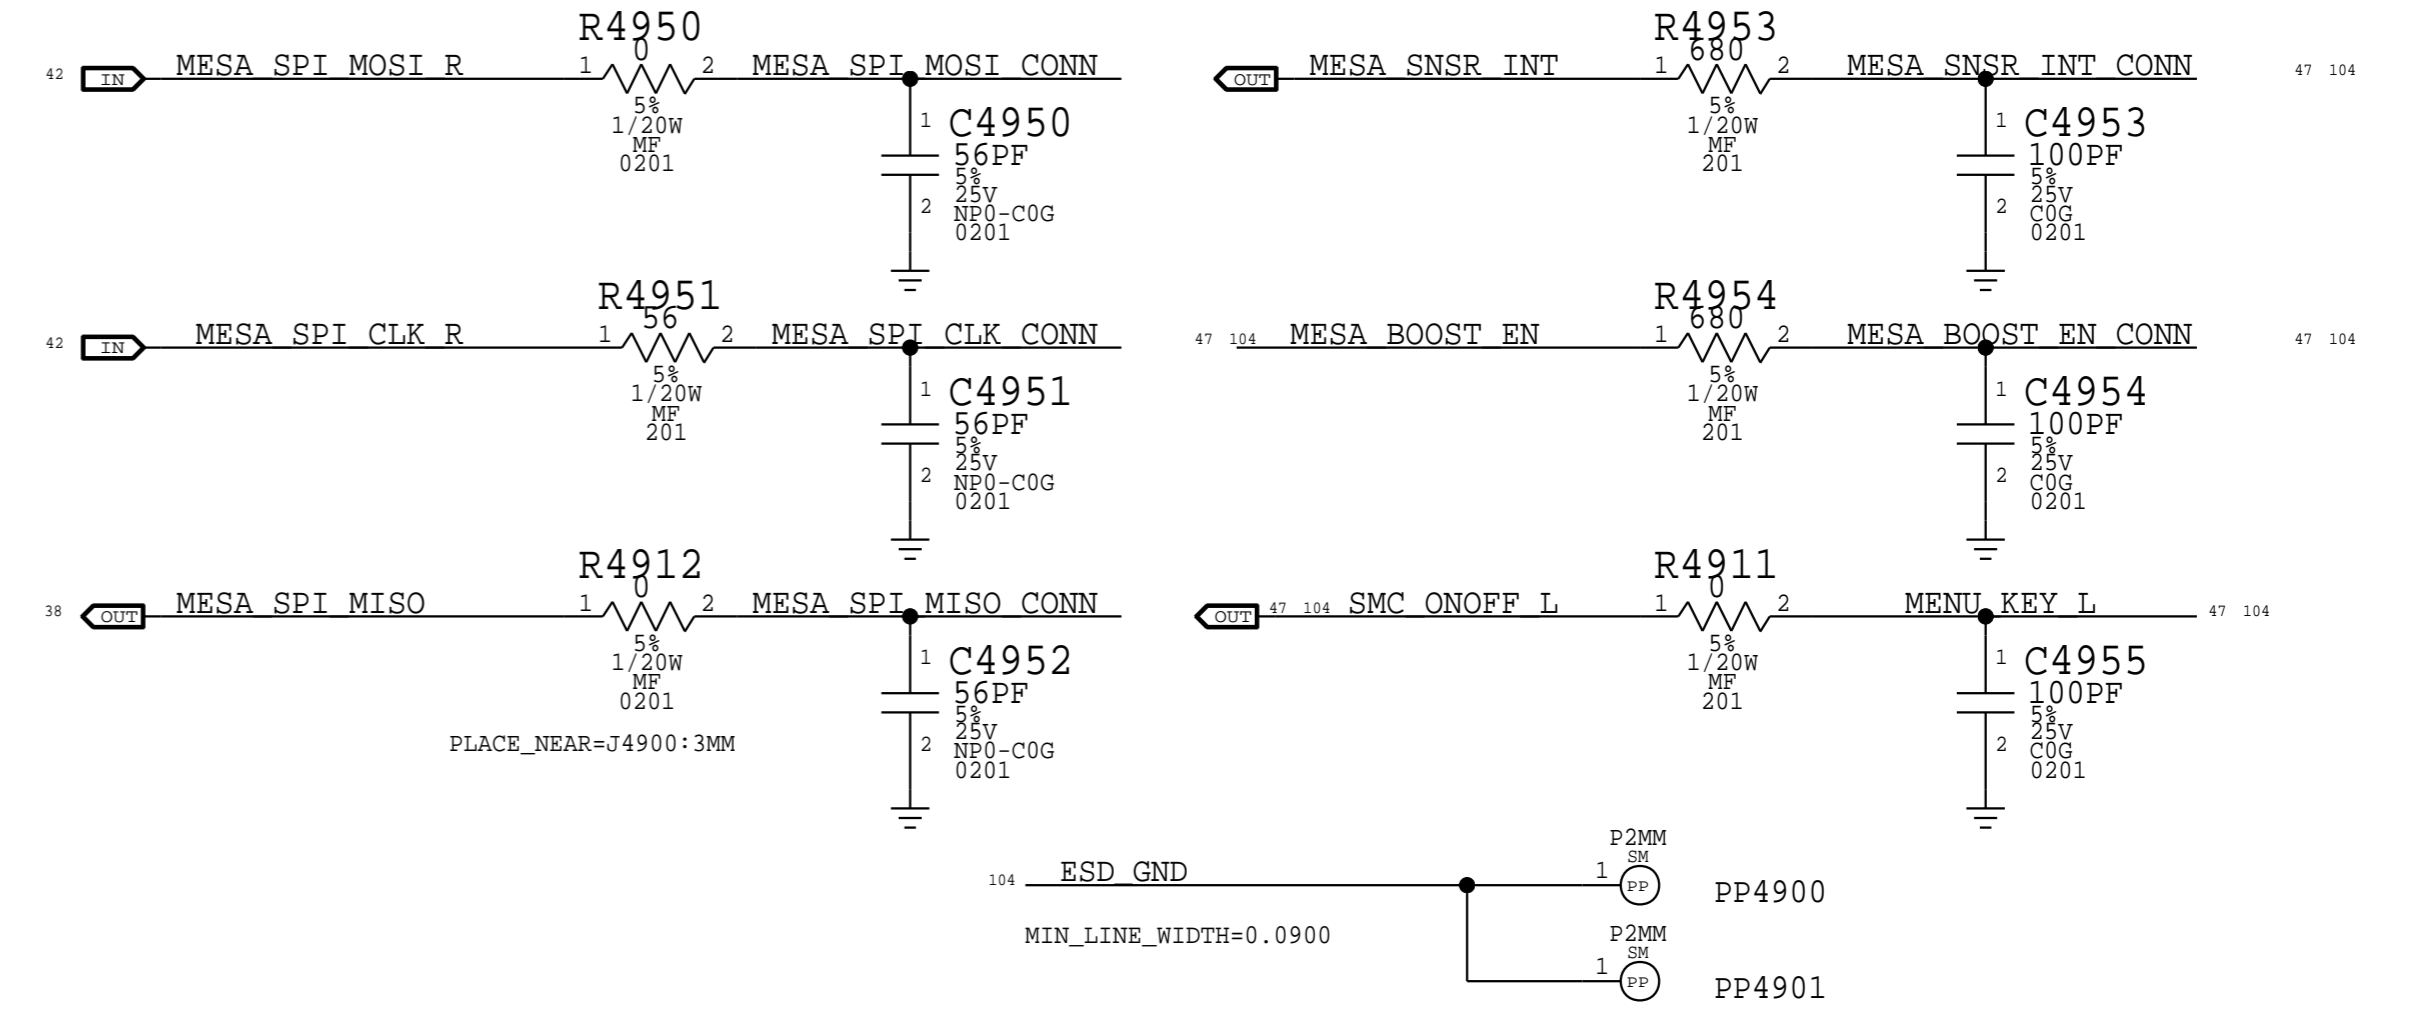 R4950
0
42 IN MESA_SPI_MOSI_R 1 2 MESA_SPI_MOSI_CONN
5%
1/20W
MF
0201
1 C4950
56PF
5%
25V
2 NP0-C0G
0201
R4953
680
OUT MESA_SNSR_INT 1 2 MESA_SNSR_INT_CONN 47 104
5%
1/20W
MF
201
1 C4953
100PF
5%
25V
2 C0G
0201
R4951
56
42 IN MESA_SPI_CLK_R 1 2 MESA_SPI_CLK_CONN
5%
1/20W
MF
201
1 C4951
56PF
5%
25V
2 NP0-C0G
0201
R4954
680
47 104 MESA_BOOST_EN 1 2 MESA_BOOST_EN_CONN 47 104
5%
1/20W
MF
201
1 C4954
100PF
5%
25V
2 C0G
0201
R4912
0
38 OUT MESA_SPI_MISO 1 2 MESA_SPI_MISO_CONN
5%
1/20W
MF
0201
PLACE_NEAR=J4900:3MM
1 C4952
56PF
5%
25V
2 NP0-C0G
0201
R4911
0
OUT 47 104 SMC_ONOFF_L 1 2 MENU_KEY_L 47 104
5%
1/20W
MF
201
1 C4955
100PF
5%
25V
2 C0G
0201
P2MM
SM
104 ESD_GND 1 PP PP4900
MIN_LINE_WIDTH=0.0900
P2MM
SM
1 PP PP4901